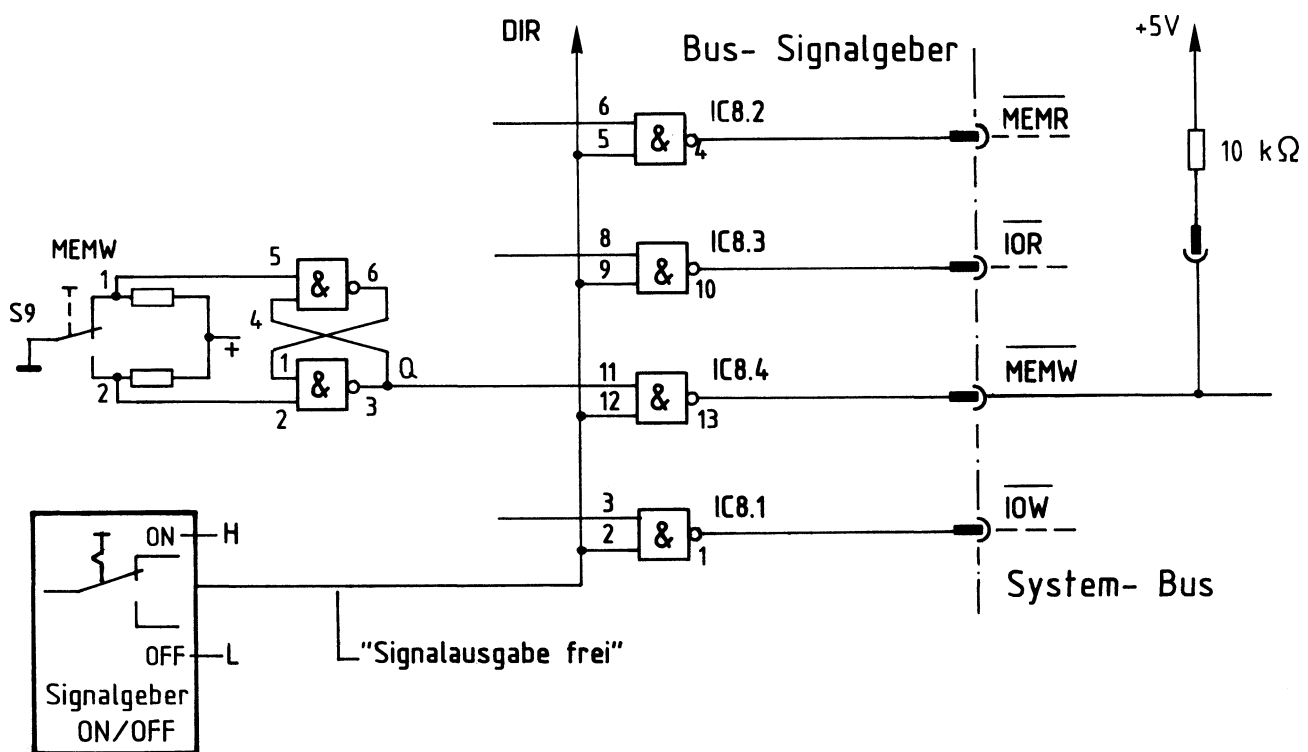 DIR
Bus- Signalgeber
+5V
6
5
&
4
IC8.2
MEMR
10 kΩ
8
9
&
10
IC8.3
IOR
MEMW
S9
1
2
+
5
4
&
6
1
2
&
3
Q
11
12
&
13
IC8.4
MEMW
3
2
&
1
IC8.1
IOW
System- Bus
ON H
OFF L
Signalgeber
ON/OFF
"Signalausgabe frei"